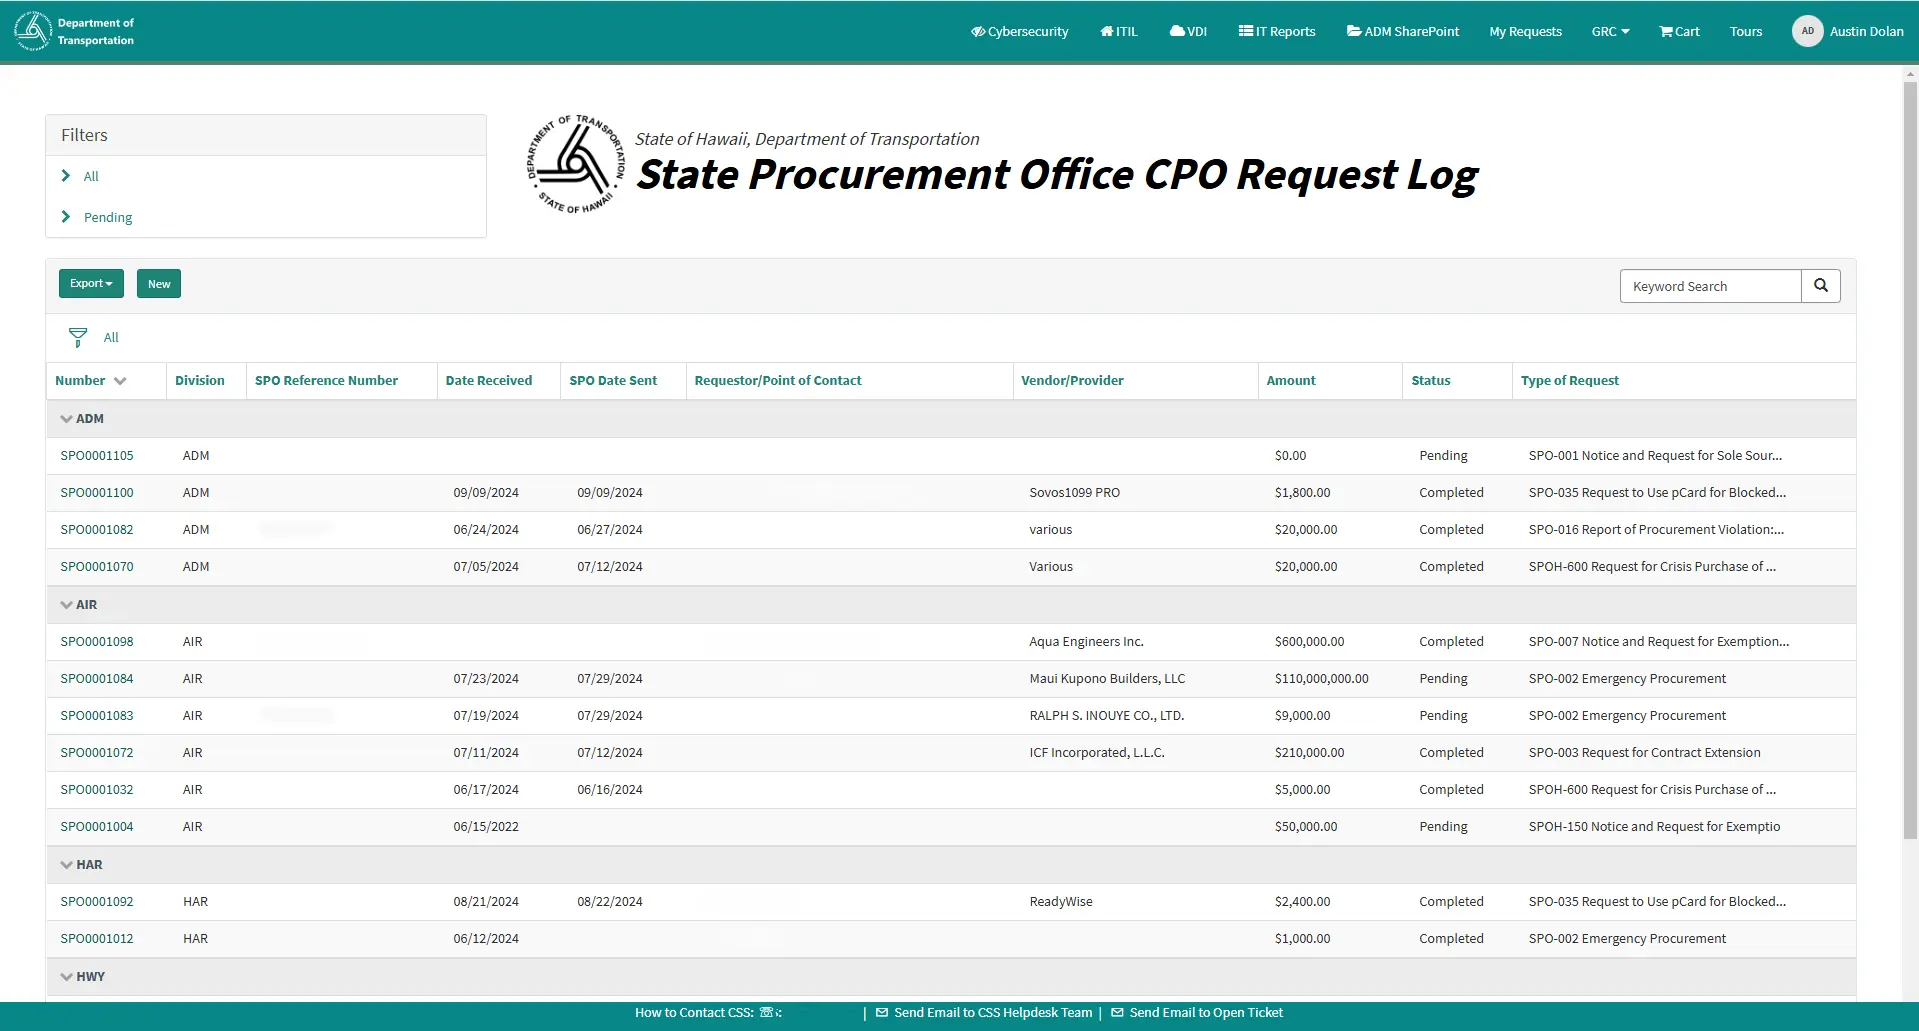 Department of
Transportation
Cybersecurity ITIL VDI IT Reports ADM SharePoint My Requests GRC Cart Tours AD Austin Dolan
Filters
All
Pending
DEPARTMENT OF TRANSPORTATION • STATE OF HAWAII •
State of Hawaii, Department of Transportation
State Procurement Office CPO Request Log
Export New Keyword Search
All
Number Division SPO Reference Number Date Received SPO Date Sent Requestor/Point of Contact Vendor/Provider Amount Status Type of Request
ADM
SPO0001105 ADM $0.00 Pending SPO-001 Notice and Request for Sole Sour...
SPO0001100 ADM 09/09/2024 09/09/2024 Sovos1099 PRO $1,800.00 Completed SPO-035 Request to Use pCard for Blocked...
SPO0001082 ADM 06/24/2024 06/27/2024 various $20,000.00 Completed SPO-016 Report of Procurement Violation:...
SPO0001070 ADM 07/05/2024 07/12/2024 Various $20,000.00 Completed SPOH-600 Request for Crisis Purchase of ...
AIR
SPO0001098 AIR Aqua Engineers Inc. $600,000.00 Completed SPO-007 Notice and Request for Exemption...
SPO0001084 AIR 07/23/2024 07/29/2024 Maui Kupono Builders, LLC $110,000,000.00 Pending SPO-002 Emergency Procurement
SPO0001083 AIR 07/19/2024 07/29/2024 RALPH S. INOUYE CO., LTD. $9,000.00 Pending SPO-002 Emergency Procurement
SPO0001072 AIR 07/11/2024 07/12/2024 ICF Incorporated, L.L.C. $210,000.00 Completed SPO-003 Request for Contract Extension
SPO0001032 AIR 06/17/2024 06/16/2024 $5,000.00 Completed SPOH-600 Request for Crisis Purchase of ...
SPO0001004 AIR 06/15/2022 $50,000.00 Pending SPOH-150 Notice and Request for Exemptio
HAR
SPO0001092 HAR 08/21/2024 08/22/2024 ReadyWise $2,400.00 Completed SPO-035 Request to Use pCard for Blocked...
SPO0001012 HAR 06/12/2024 $1,000.00 Completed SPO-002 Emergency Procurement
HWY
How to Contact CSS: : | Send Email to CSS Helpdesk Team | Send Email to Open Ticket